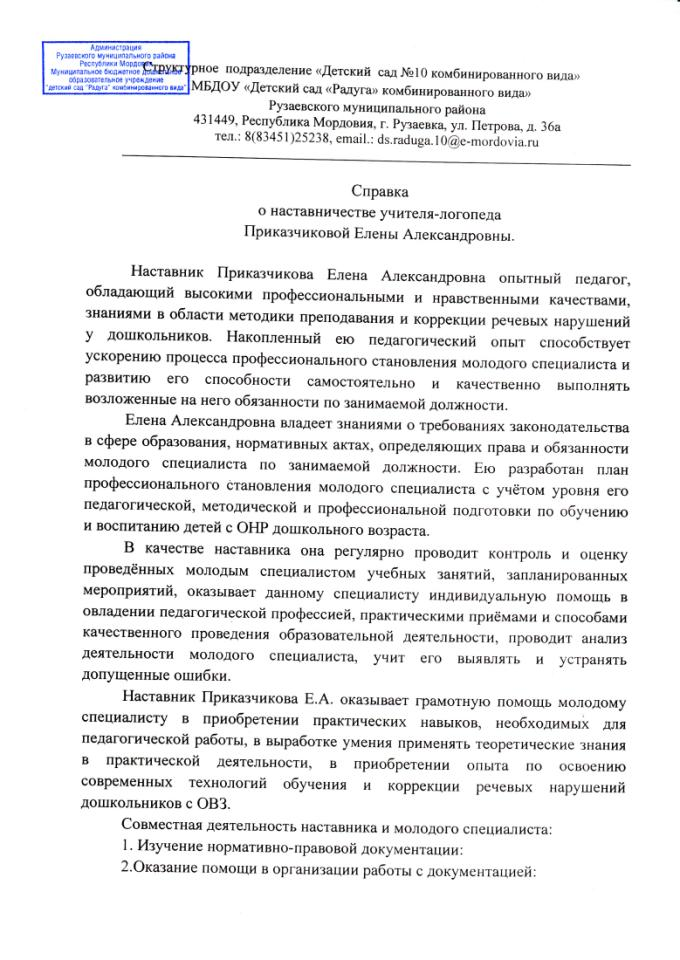 Администрация
Рузаевского муниципального района
Республики Мордовия
Муниципальное бюджетное дошкольное
образовательное учреждение
"детский сад "Радуга" комбинированного вида"
Структурное подразделение «Детский сад №10 комбинированного вида»
МБДОУ «Детский сад «Радуга» комбинированного вида»
Рузаевского муниципального района
431449, Республика Мордовия, г. Рузаевка, ул. Петрова, д. 36а
тел.: 8(83451)25238, email.: ds.raduga.10@e-mordovia.ru
Справка
о наставничестве учителя-логопеда
Приказчиковой Елены Александровны.
Наставник Приказчикова Елена Александровна опытный педагог,
обладающий высокими профессиональными и нравственными качествами,
знаниями в области методики преподавания и коррекции речевых нарушений
у дошкольников. Накопленный ею педагогический опыт способствует
ускорению процесса профессионального становления молодого специалиста и
развитию его способности самостоятельно и качественно выполнять
возложенные на него обязанности по занимаемой должности.
Елена Александровна владеет знаниями о требованиях законодательства
в сфере образования, нормативных актах, определяющих права и обязанности
молодого специалиста по занимаемой должности. Ею разработан план
профессионального становления молодого специалиста с учётом уровня его
педагогической, методической и профессиональной подготовки по обучению
и воспитанию детей с ОНР дошкольного возраста.
В качестве наставника она регулярно проводит контроль и оценку
проведённых молодым специалистом учебных занятий, запланированных
мероприятий, оказывает данному специалисту индивидуальную помощь в
овладении педагогической профессией, практическими приёмами и способами
качественного проведения образовательной деятельности, проводит анализ
деятельности молодого специалиста, учит его выявлять и устранять
допущенные ошибки.
Наставник Приказчикова Е.А. оказывает грамотную помощь молодому
специалисту в приобретении практических навыков, необходимых для
педагогической работы, в выработке умения применять теоретические знания
в практической деятельности, в приобретении опыта по освоению
современных технологий обучения и коррекции речевых нарушений
дошкольников с ОВЗ.
Совместная деятельность наставника и молодого специалиста:
1. Изучение нормативно-правовой документации:
2.Оказание помощи в организации работы с документацией: